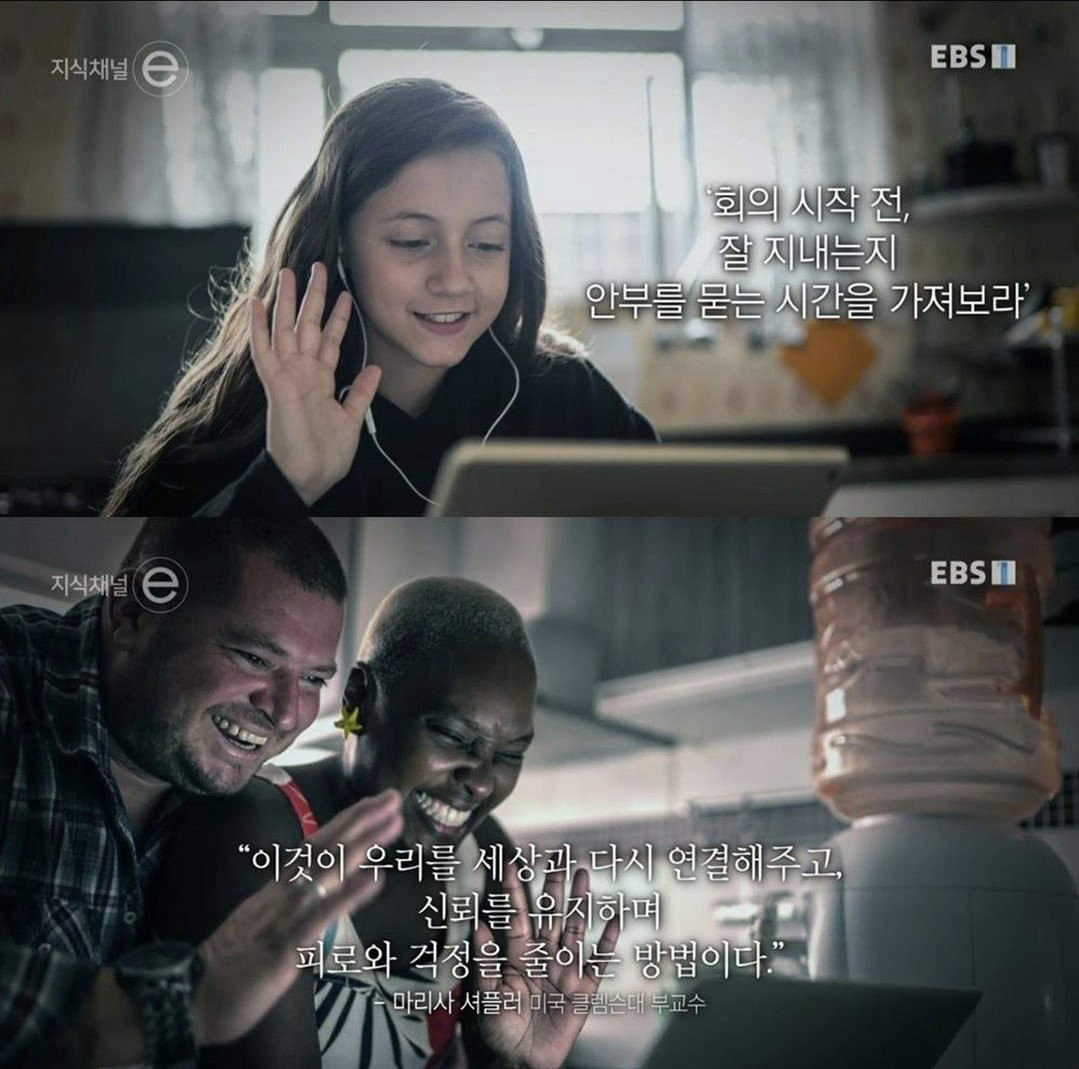 지식채널 e
EBS 1
‘회의 시작 전,
잘 지내는지
안부를 묻는 시간을 가져보라’
지식채널 e
EBS 1
“이것이 우리를 세상과 다시 연결해주고,
신뢰를 유지하며
피로와 걱정을 줄이는 방법이다.”
- 마리사 셔플러 미국 클렘슨대 부교수